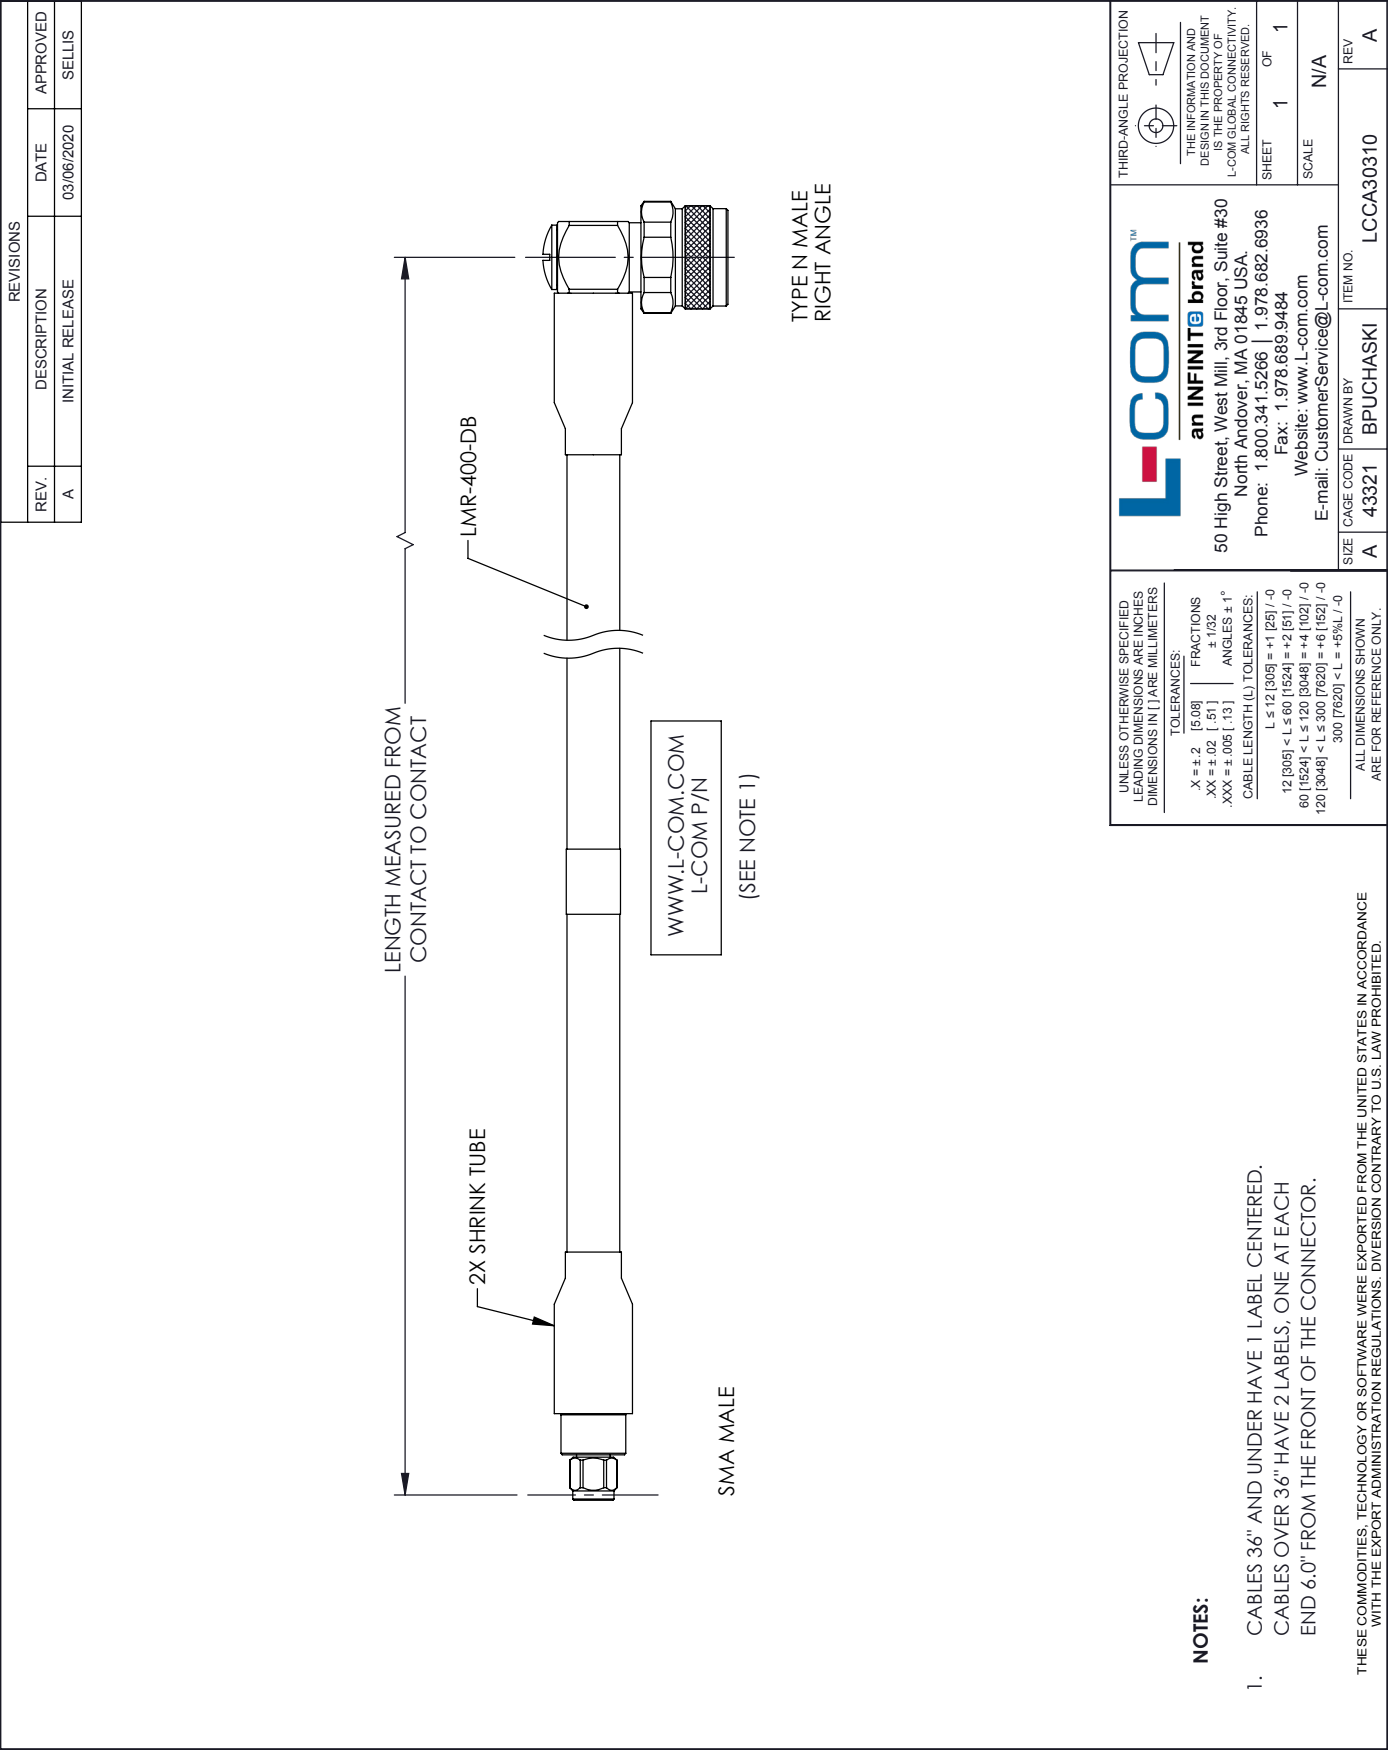 REVISIONS
REV. DESCRIPTION DATE APPROVED
A INITIAL RELEASE 03/06/2020 SELLIS
LENGTH MEASURED FROM
CONTACT TO CONTACT
2X SHRINK TUBE
LMR-400-DB
WWW.L-COM.COM
L-COM P/N
(SEE NOTE 1)
SMA MALE
TYPE N MALE
RIGHT ANGLE
NOTES:
1. CABLES 36" AND UNDER HAVE 1 LABEL CENTERED.
CABLES OVER 36" HAVE 2 LABELS, ONE AT EACH
END 6.0" FROM THE FRONT OF THE CONNECTOR.
THESE COMMODITIES, TECHNOLOGY OR SOFTWARE WERE EXPORTED FROM THE UNITED STATES IN ACCORDANCE
WITH THE EXPORT ADMINISTRATION REGULATIONS. DIVERSION CONTRARY TO U.S. LAW PROHIBITED.
UNLESS OTHERWISE SPECIFIED
LEADING DIMENSIONS ARE INCHES
DIMENSIONS IN [ ] ARE MILLIMETERS
TOLERANCES:
.X = ± .2 [5.08] FRACTIONS
.XX = ± .02 [ .51 ] ± 1/32
.XXX = ± .005 [ .13 ] ANGLES ± 1°
CABLE LENGTH (L) TOLERANCES:
L ≤ 12 [305] = +1 [25] / -0
12 [305] < L ≤ 60 [1524] = +2 [51] / -0
60 [1524] < L ≤ 120 [3048] = +4 [102] / -0
120 [3048] < L ≤ 300 [7620] = +6 [152] / -0
300 [7620] < L = +5%L / -0
ALL DIMENSIONS SHOWN
ARE FOR REFERENCE ONLY.
L-com™
an INFINITe brand
50 High Street, West Mill, 3rd Floor, Suite #30
North Andover, MA 01845 USA.
Phone: 1.800.341.5266 | 1.978.682.6936
Fax: 1.978.689.9484
Website: www.L-com.com
E-mail: CustomerService@L-com.com
THIRD-ANGLE PROJECTION
THE INFORMATION AND
DESIGN IN THIS DOCUMENT
IS THE PROPERTY OF
L-COM GLOBAL CONNECTIVITY.
ALL RIGHTS RESERVED.
SHEET 1 OF 1
SCALE N/A
SIZE CAGE CODE DRAWN BY ITEM NO. REV
A 43321 BPUCHASKI LCCA30310 A